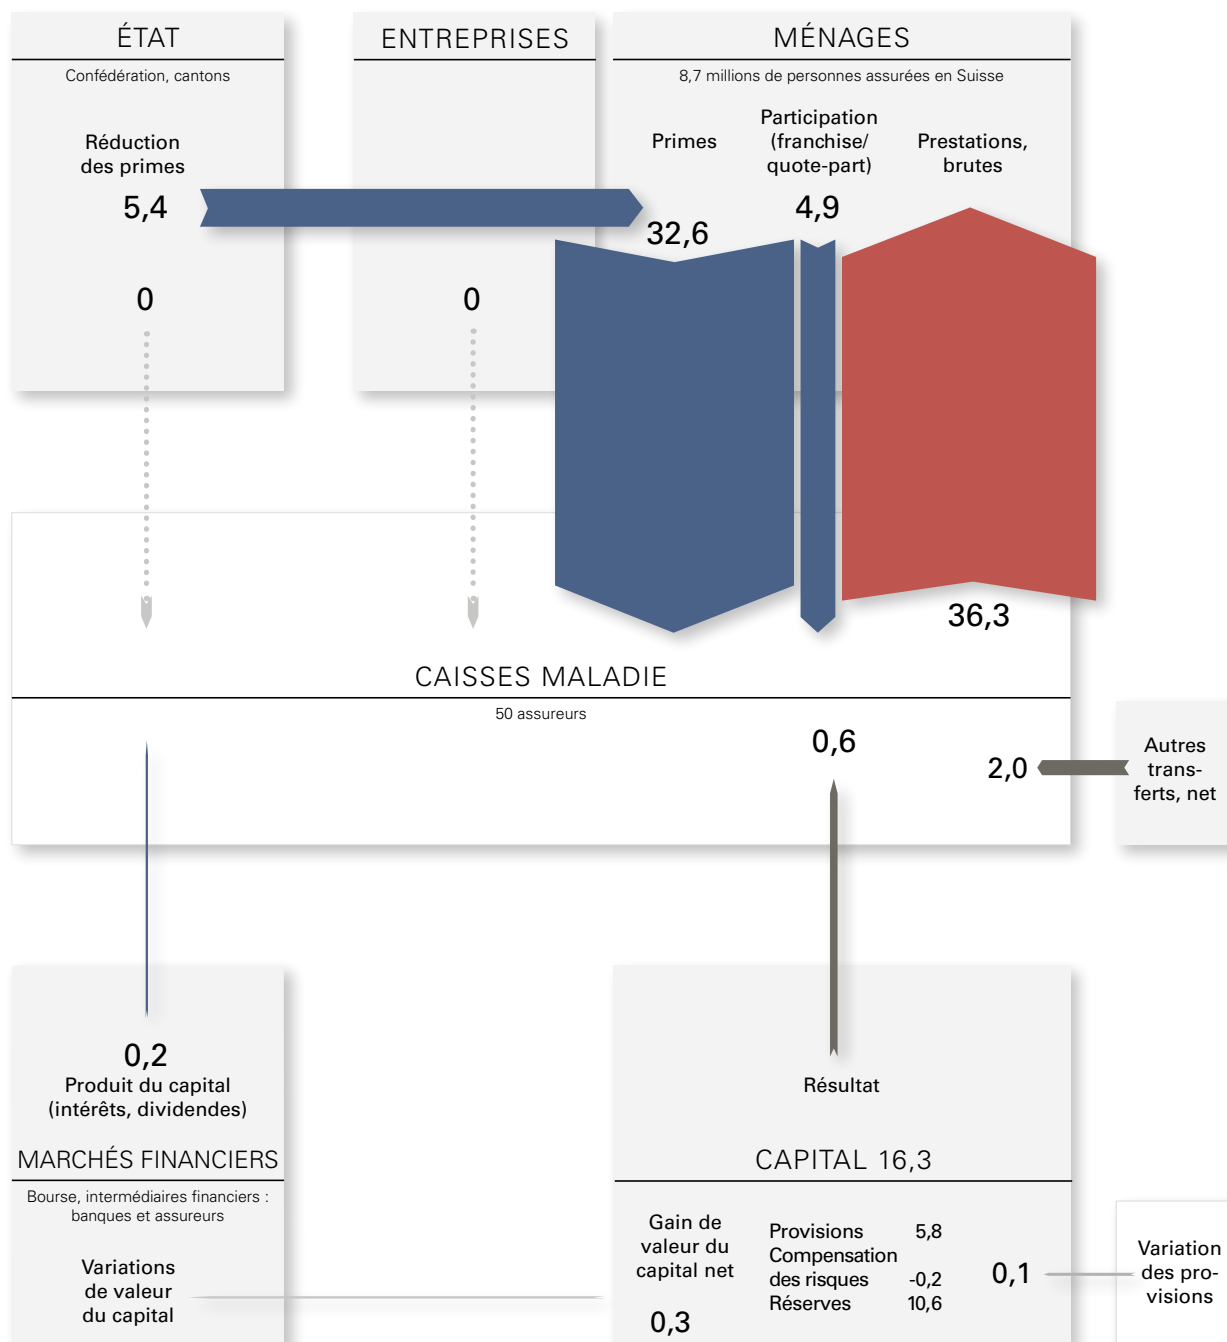 ÉTAT
Confédération, cantons
Réduction
des primes
5,4
0
ENTREPRISES
0
MÉNAGES
8,7 millions de personnes assurées en Suisse
Primes
32,6
Participation
(franchise/
quote-part)
4,9
Prestations,
brutes
36,3
CAISSES MALADIE
50 assureurs
0,6
2,0
Autres
trans-
ferts, net
0,2
Produit du capital
(intérêts, dividendes)
MARCHÉS FINANCIERS
Bourse, intermédiaires financiers :
banques et assureurs
Variations
de valeur
du capital
Résultat
CAPITAL 16,3
Gain de
valeur du
capital net
0,3
Provisions 5,8
Compensation
des risques -0,2
Réserves 10,6
0,1
Variation
des pro-
visions